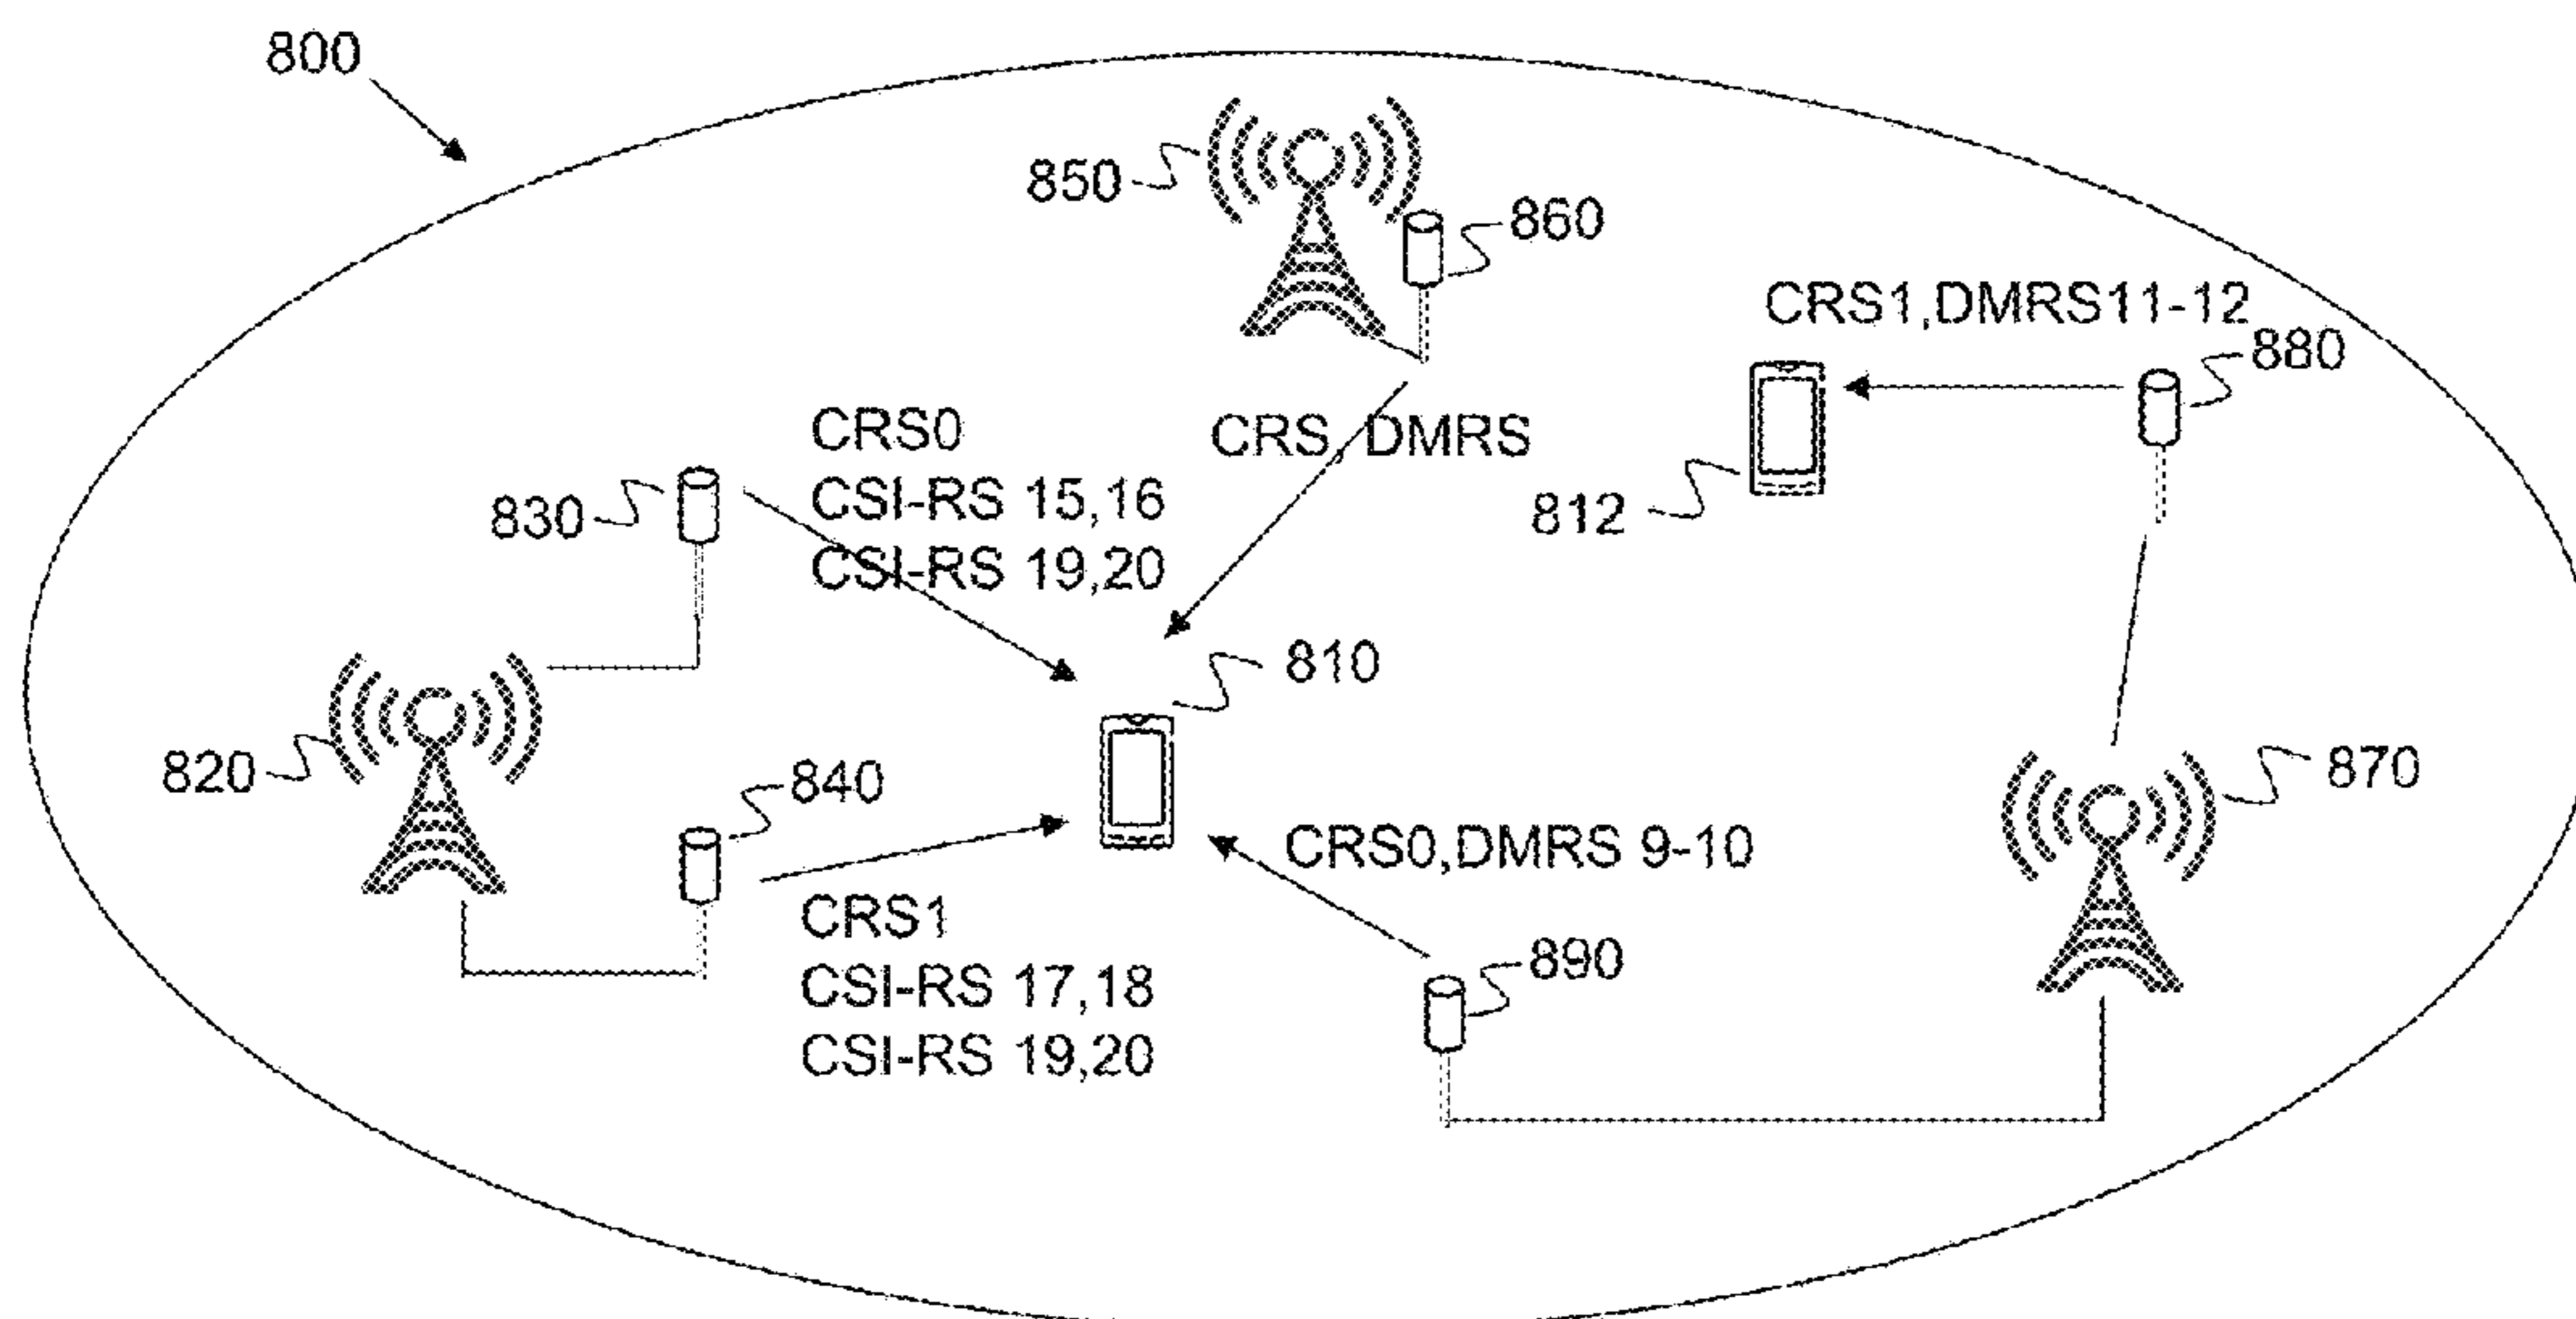 800
850
860
CRS1,DMRS11-12
880
CRS0
CSI-RS 15,16
CSI-RS 19,20
CRS, DMRS
830
812
810
820
840
870
CRS0,DMRS 9-10
CRS1
CSI-RS 17,18
CSI-RS 19,20
890